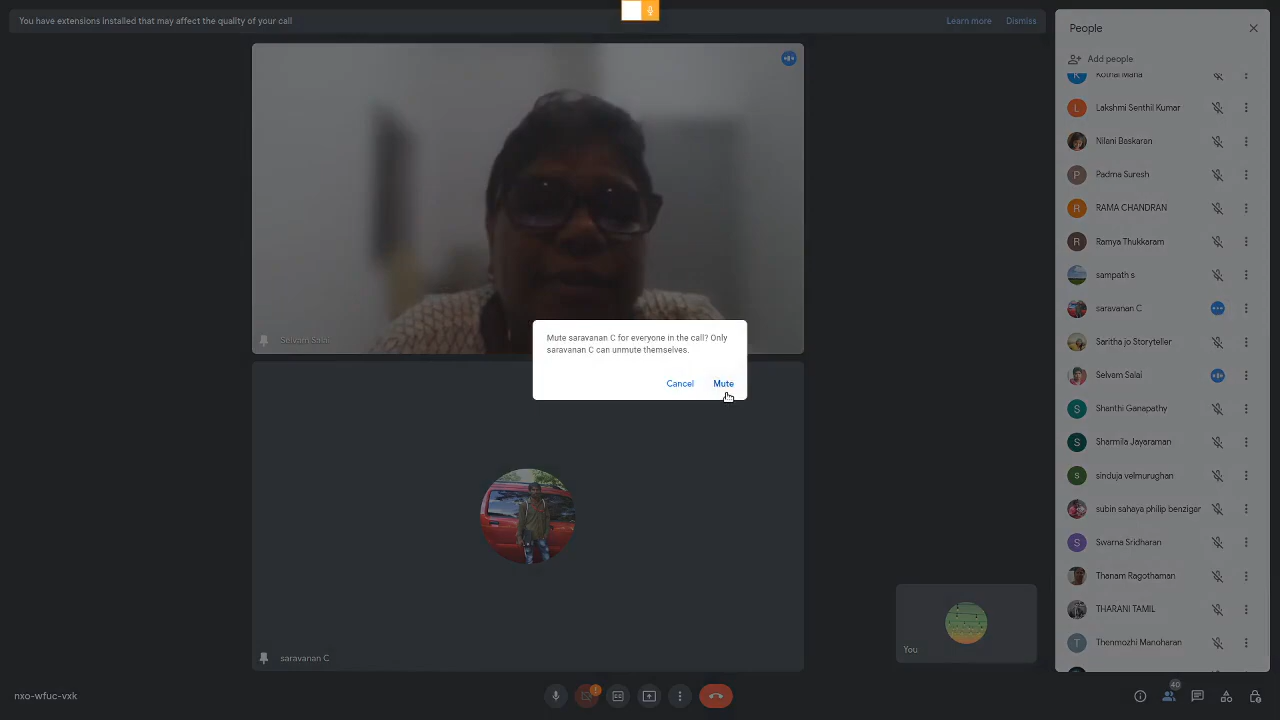 You have extensions installed that may affect the quality of your call
Learn more
Dismiss
Selvam Salai
Mute saravanan C for everyone in the call? Only
saravanan C can unmute themselves.
Cancel
Mute
saravanan C
You
nxo-wfuc-vxk
People
Add people
K
L
Lakshmi Senthil Kumar
Nilani Baskaran
P
Padma Suresh
R
RAMA CHANDRAN
R
Ramya Thukkaram
sampath s
saravanan C
Saritha jo Storyteller
Selvam Salai
S
Shanthi Ganapathy
S
Sharmila Jayaraman
s
sinduja velmurughan
subin sahaya philip benzigar
S
Swarna Sridharan
Thanam Ragothaman
THARANI TAMIL
T
Thenmozhi Manoharan
40